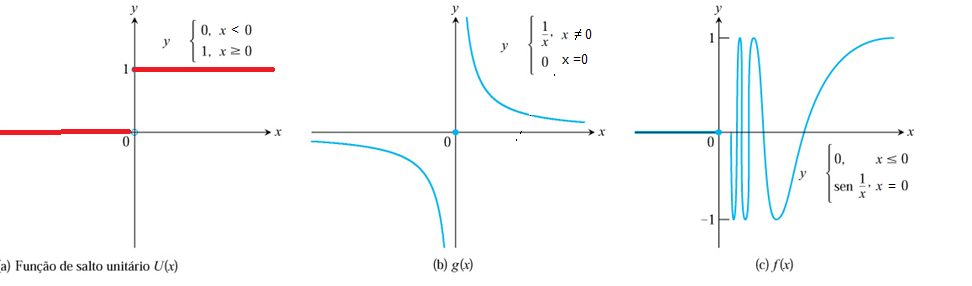 y
y { 0, x < 0
1, x ≥ 0
1
0
x
(a) Função de salto unitário U(x)
y
y { 1/x, x ≠ 0
0 x =0
0
x
(b) g(x)
y
1
0
x
y { 0, x ≤ 0
sen 1/x, x = 0
−1
(c) f(x)